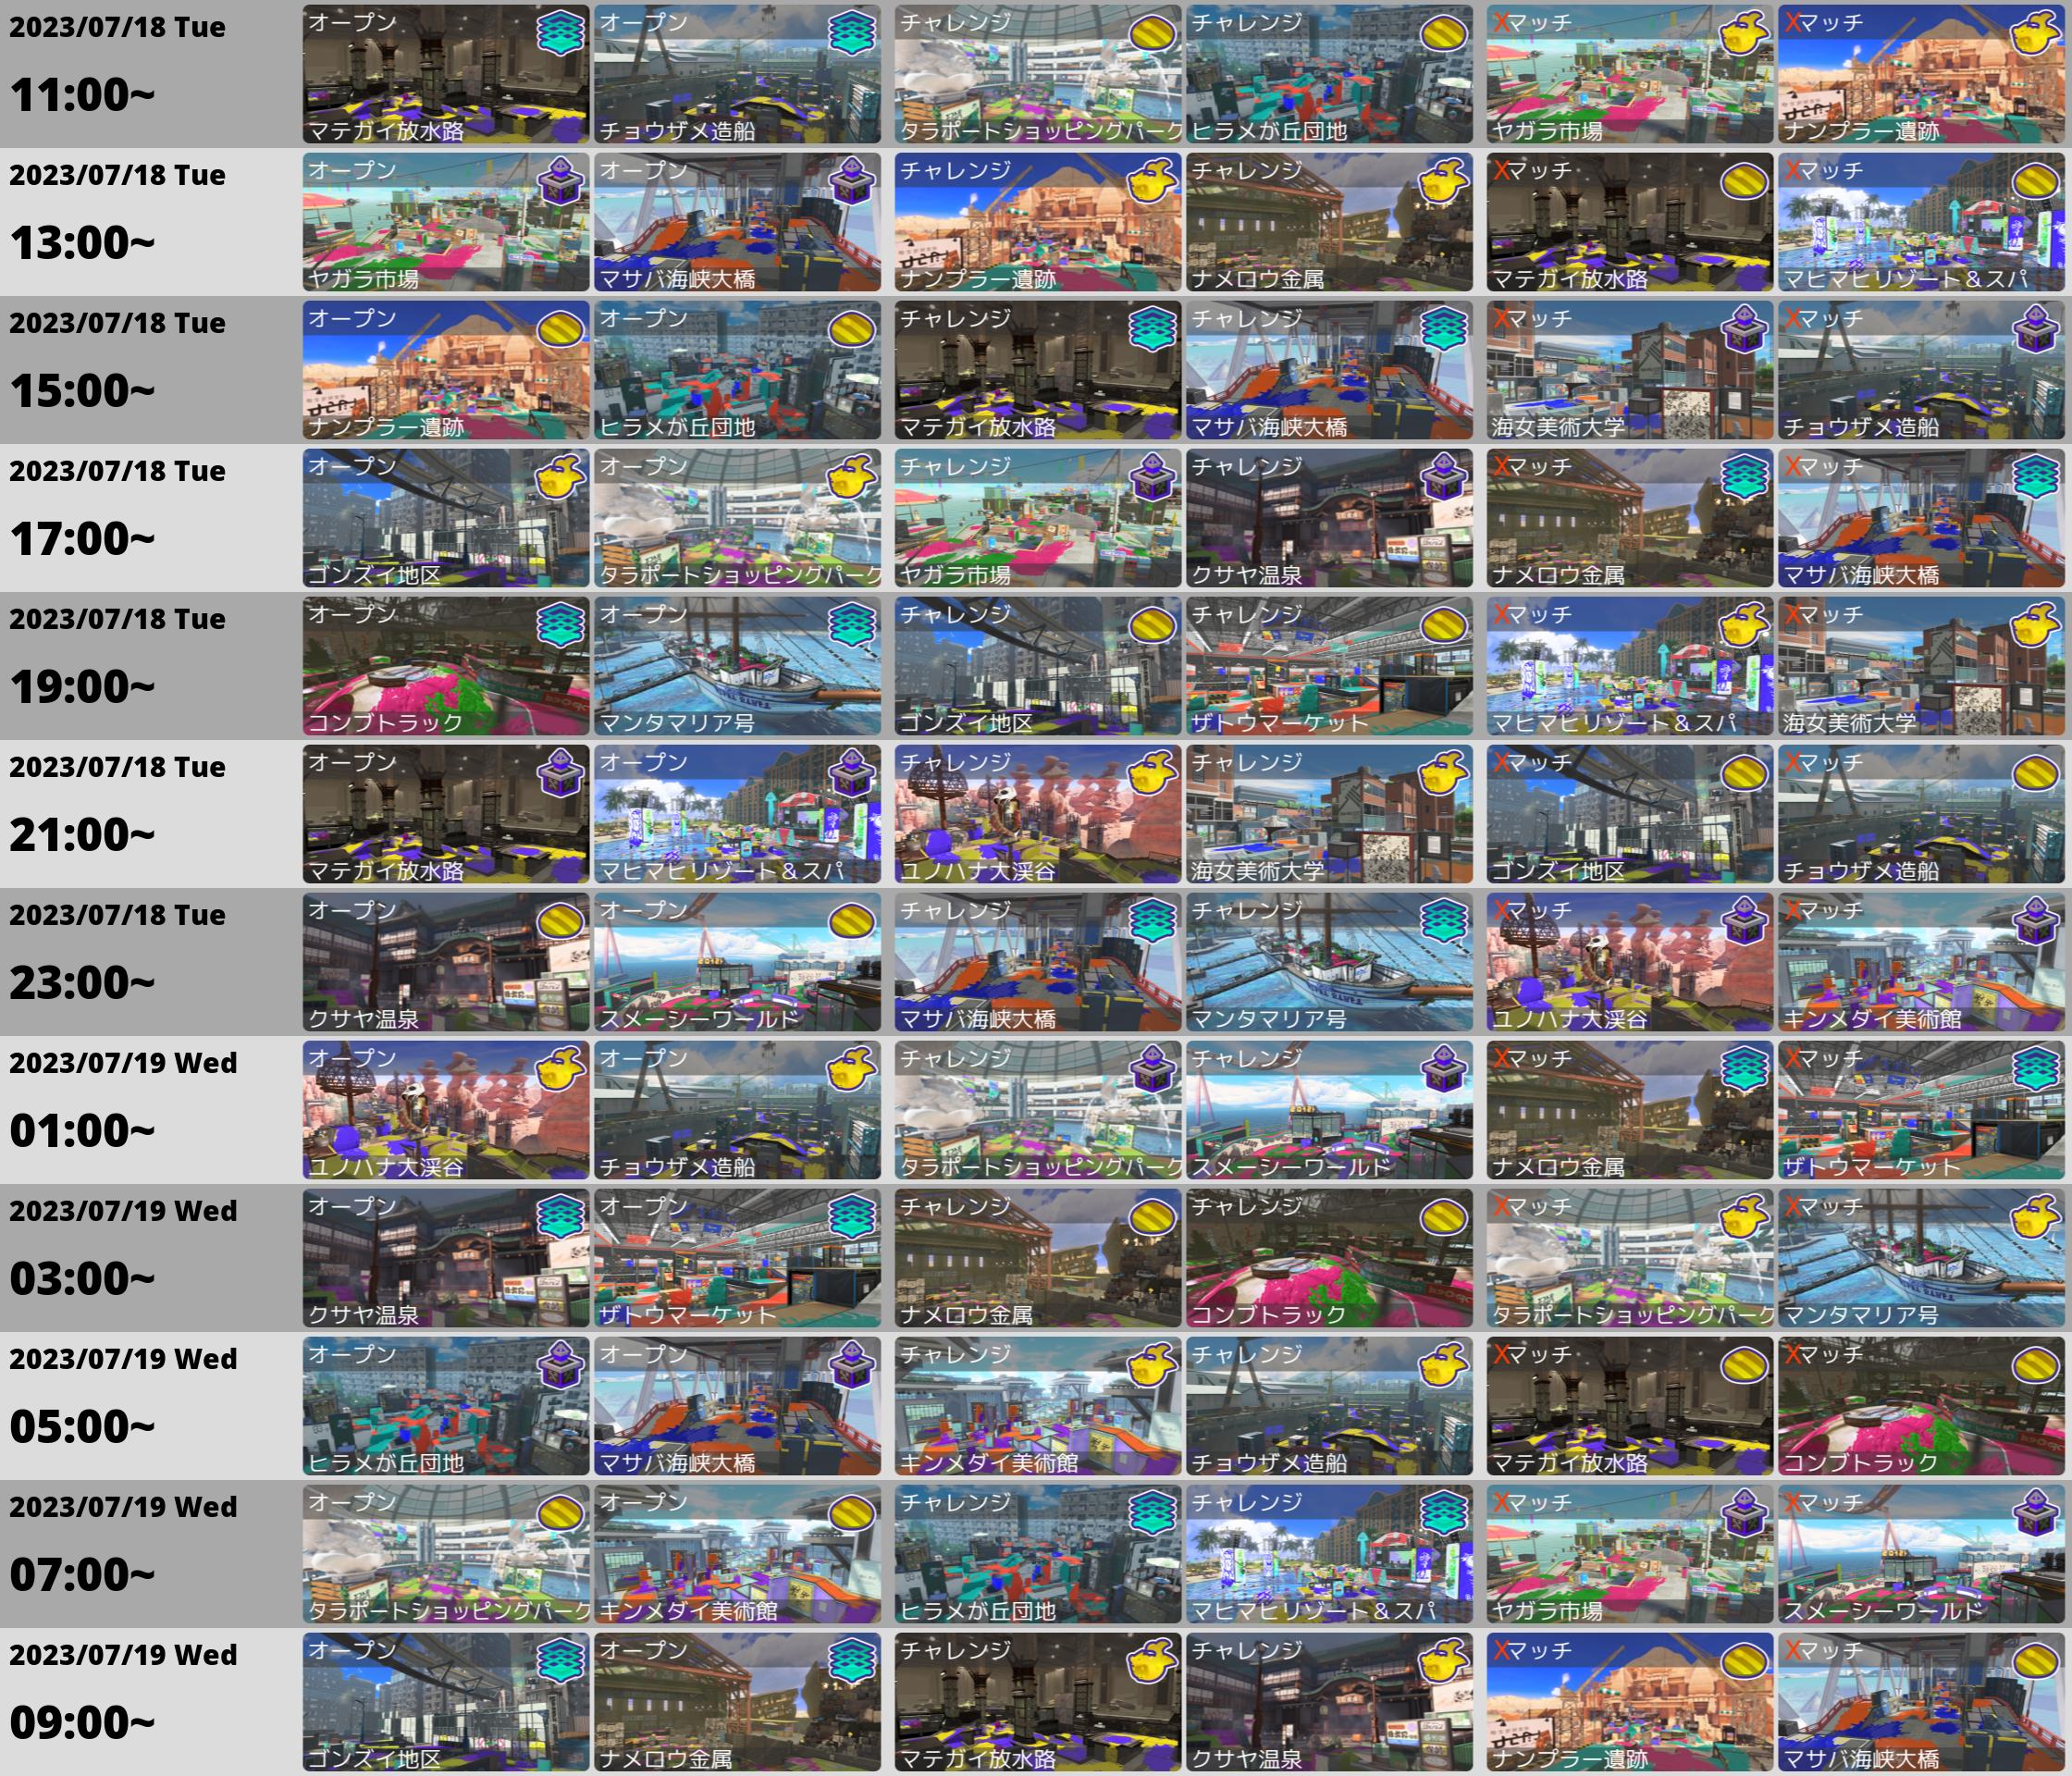 2023/07/18 Tue
11:00~
オープン
マテガイ放水路
オープン
チョウザメ造船
チャレンジ
タラポートショッピングパーク
チャレンジ
ヒラメが丘団地
Xマッチ
ヤガラ市場
Xマッチ
ナンプラー遺跡
2023/07/18 Tue
13:00~
オープン
ヤガラ市場
オープン
マサバ海峡大橋
チャレンジ
ナンプラー遺跡
チャレンジ
ナメロウ金属
Xマッチ
マテガイ放水路
Xマッチ
マヒマヒリゾート＆スパ
2023/07/18 Tue
15:00~
オープン
ナンプラー遺跡
オープン
ヒラメが丘団地
チャレンジ
マテガイ放水路
チャレンジ
マサバ海峡大橋
Xマッチ
海女美術大学
Xマッチ
チョウザメ造船
2023/07/18 Tue
17:00~
オープン
ゴンズイ地区
オープン
タラポートショッピングパーク
チャレンジ
ヤガラ市場
チャレンジ
クサヤ温泉
Xマッチ
ナメロウ金属
Xマッチ
マサバ海峡大橋
2023/07/18 Tue
19:00~
オープン
コンブトラック
オープン
マンタマリア号
チャレンジ
ゴンズイ地区
チャレンジ
ザトウマーケット
Xマッチ
マヒマヒリゾート＆スパ
Xマッチ
海女美術大学
2023/07/18 Tue
21:00~
オープン
マテガイ放水路
オープン
マヒマヒリゾート＆スパ
チャレンジ
ユノハナ大渓谷
チャレンジ
海女美術大学
Xマッチ
ゴンズイ地区
Xマッチ
チョウザメ造船
2023/07/18 Tue
23:00~
オープン
クサヤ温泉
オープン
スメーシーワールド
チャレンジ
マサバ海峡大橋
チャレンジ
マンタマリア号
Xマッチ
ユノハナ大渓谷
Xマッチ
キンメダイ美術館
2023/07/19 Wed
01:00~
オープン
ユノハナ大渓谷
オープン
チョウザメ造船
チャレンジ
タラポートショッピングパーク
チャレンジ
スメーシーワールド
Xマッチ
ナメロウ金属
Xマッチ
ザトウマーケット
2023/07/19 Wed
03:00~
オープン
クサヤ温泉
オープン
ザトウマーケット
チャレンジ
ナメロウ金属
チャレンジ
コンブトラック
Xマッチ
タラポートショッピングパーク
Xマッチ
マンタマリア号
2023/07/19 Wed
05:00~
オープン
ヒラメが丘団地
オープン
マサバ海峡大橋
チャレンジ
キンメダイ美術館
チャレンジ
チョウザメ造船
Xマッチ
マテガイ放水路
Xマッチ
コンブトラック
2023/07/19 Wed
07:00~
オープン
タラポートショッピングパーク
オープン
キンメダイ美術館
チャレンジ
ヒラメが丘団地
チャレンジ
マヒマヒリゾート＆スパ
Xマッチ
ヤガラ市場
Xマッチ
スメーシーワールド
2023/07/19 Wed
09:00~
オープン
ゴンズイ地区
オープン
ナメロウ金属
チャレンジ
マテガイ放水路
チャレンジ
クサヤ温泉
Xマッチ
ナンプラー遺跡
Xマッチ
マサバ海峡大橋